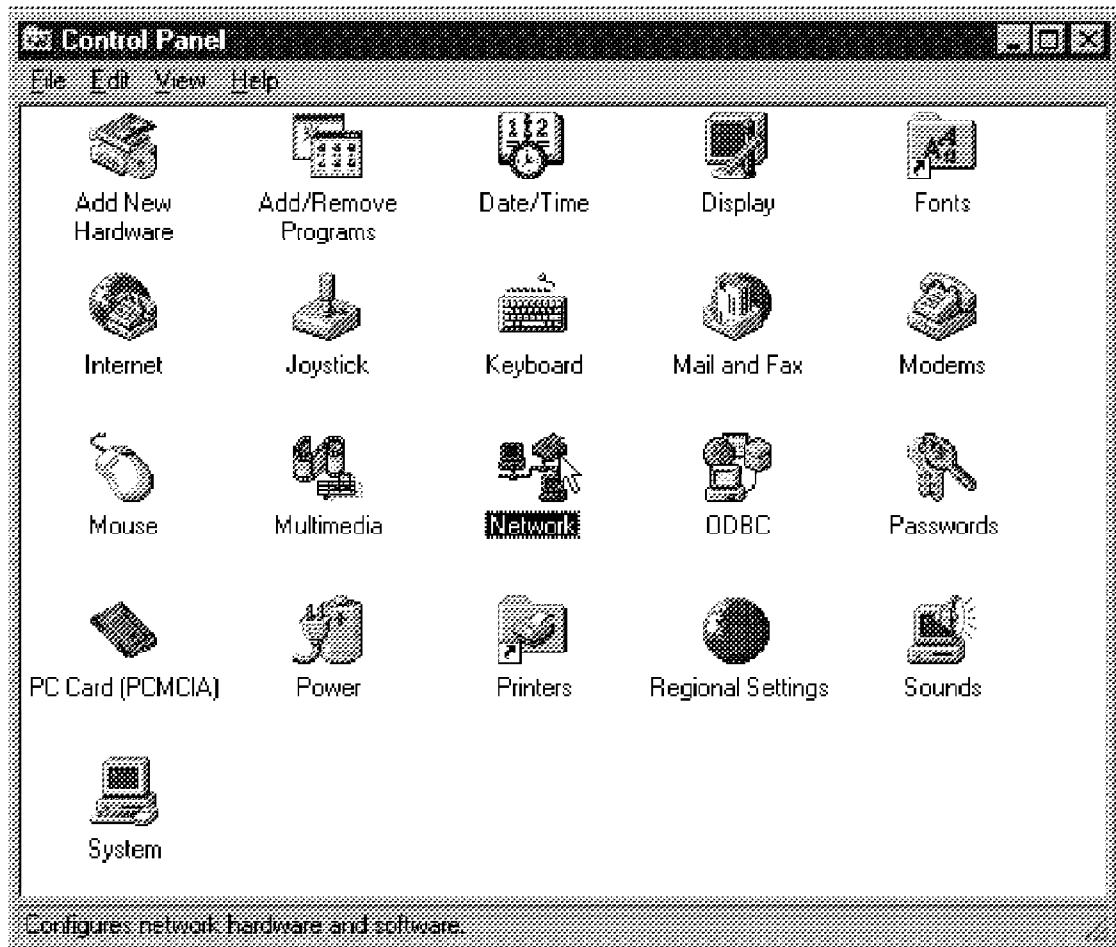 Control Panel
File Edit View Help
Add New Hardware
Add/Remove Programs
Date/Time
Display
Fonts
Internet
Joystick
Keyboard
Mail and Fax
Modems
Mouse
Multimedia
Network
ODBC
Passwords
PC Card (PCMCIA)
Power
Printers
Regional Settings
Sounds
System
Configures network hardware and software.